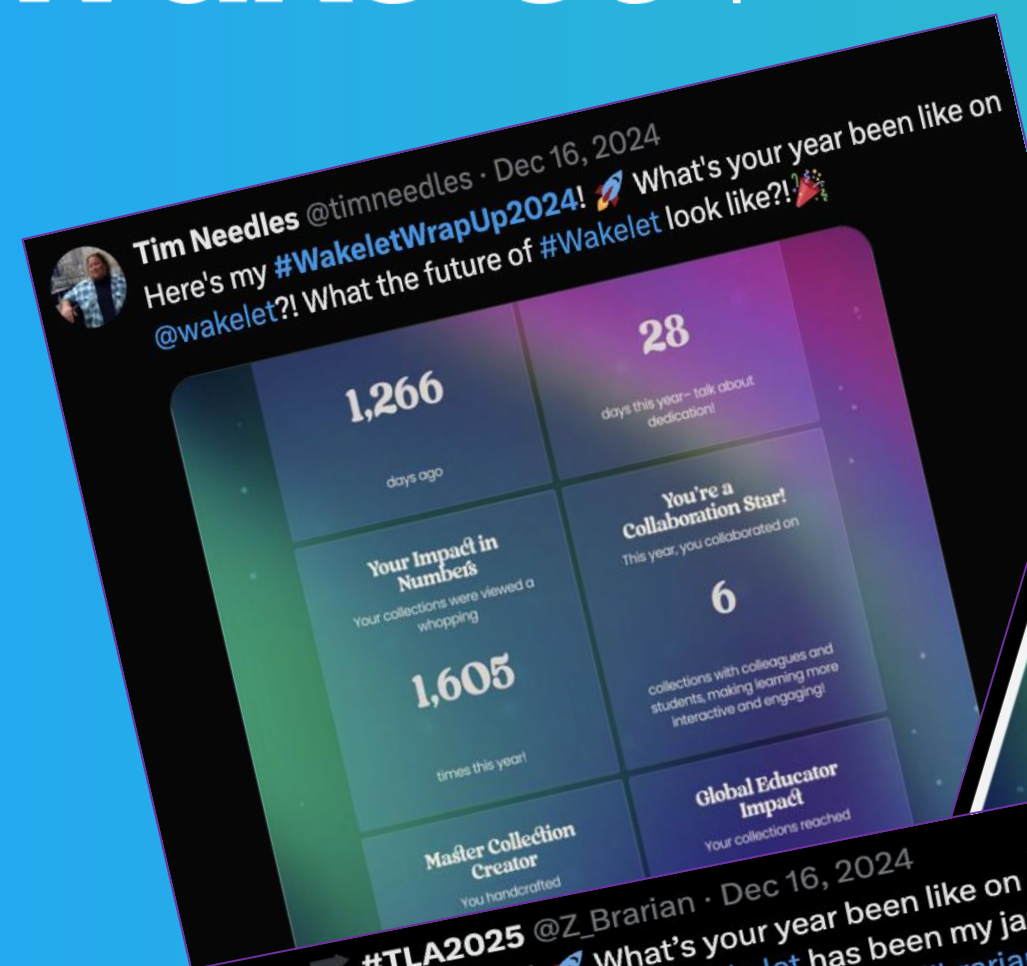 Tim Needles @timneedles · Dec 16, 2024
Here's my #WakeletWrapUp2024! 🚀 What's your year been like on
@wakelet?! What the future of #Wakelet look like?!🎉
1,266
days ago
28
days this year– talk about
dedication!
Your Impact in
Numbers
Your collections were viewed a
whopping
1,605
times this year!
You're a
Collaboration Star!
This year, you collaborated on
6
collections with colleagues and
students, making learning more
interactive and engaging!
Master Collection
Creator
You handcrafted
Global Educator
Impact
Your collections reached
#TLA2025 @Z_Brarian · Dec 16, 2024
🚀 What's your year been like on
has been my